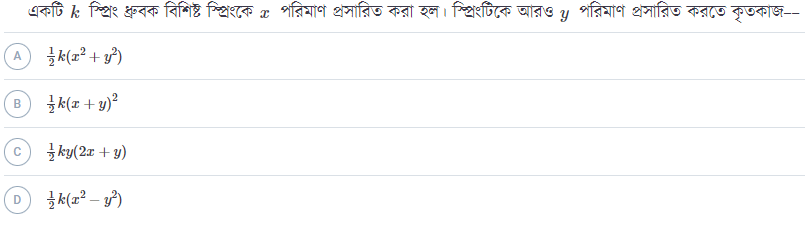 একটি k স্প্রিং ধ্রুবক বিশিষ্ট স্প্রিংকে x পরিমাণ প্রসারিত করা হল। স্প্রিংটিকে আরও y পরিমাণ প্রসারিত করতে কৃতকাজ--
A ½k(x² + y²)
B ½k(x + y)²
C ½ky(2x + y)
D ½k(x² – y²)